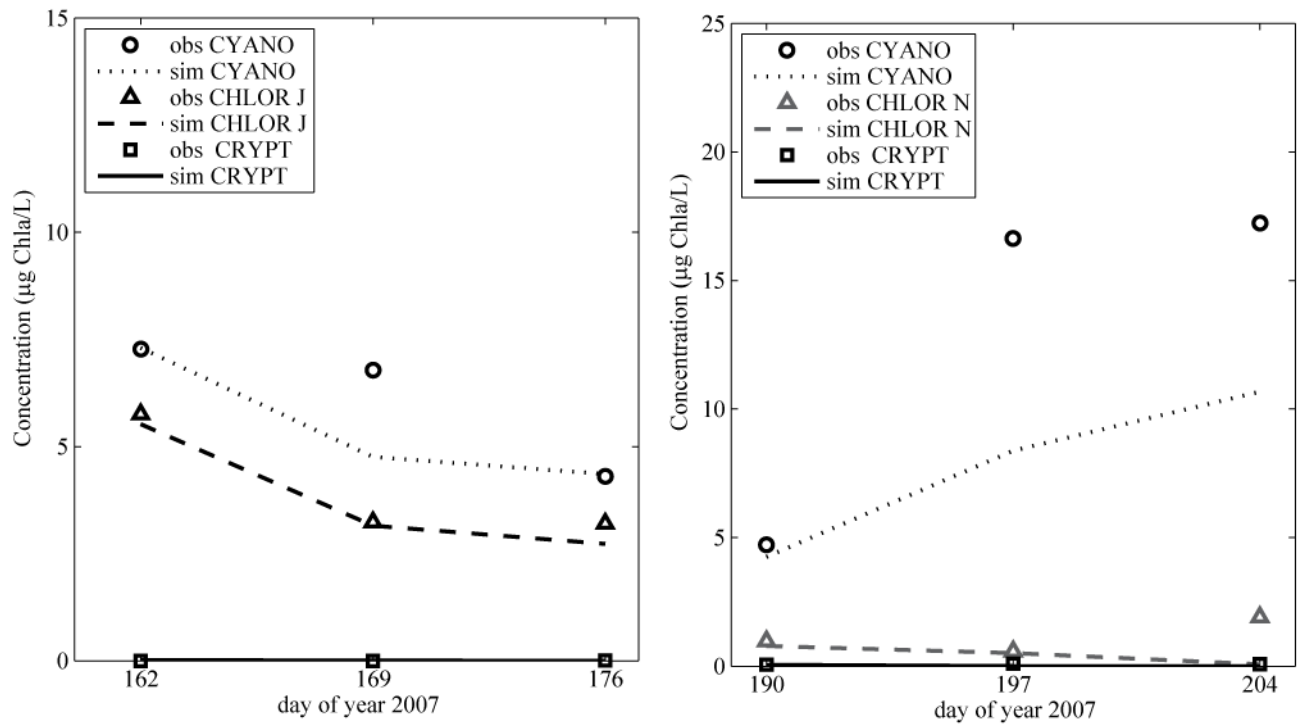 15
obs CYANO
sim CYANO
obs CHLOR J
sim CHLOR J
obs CRYPT
sim CRYPT
10
5
0
Concentration (μg Chla/L)
162 169 176
day of year 2007
25
obs CYANO
sim CYANO
obs CHLOR N
sim CHLOR N
obs CRYPT
sim CRYPT
20
15
10
5
0
Concentration (μg Chla/L)
190 197 204
day of year 2007